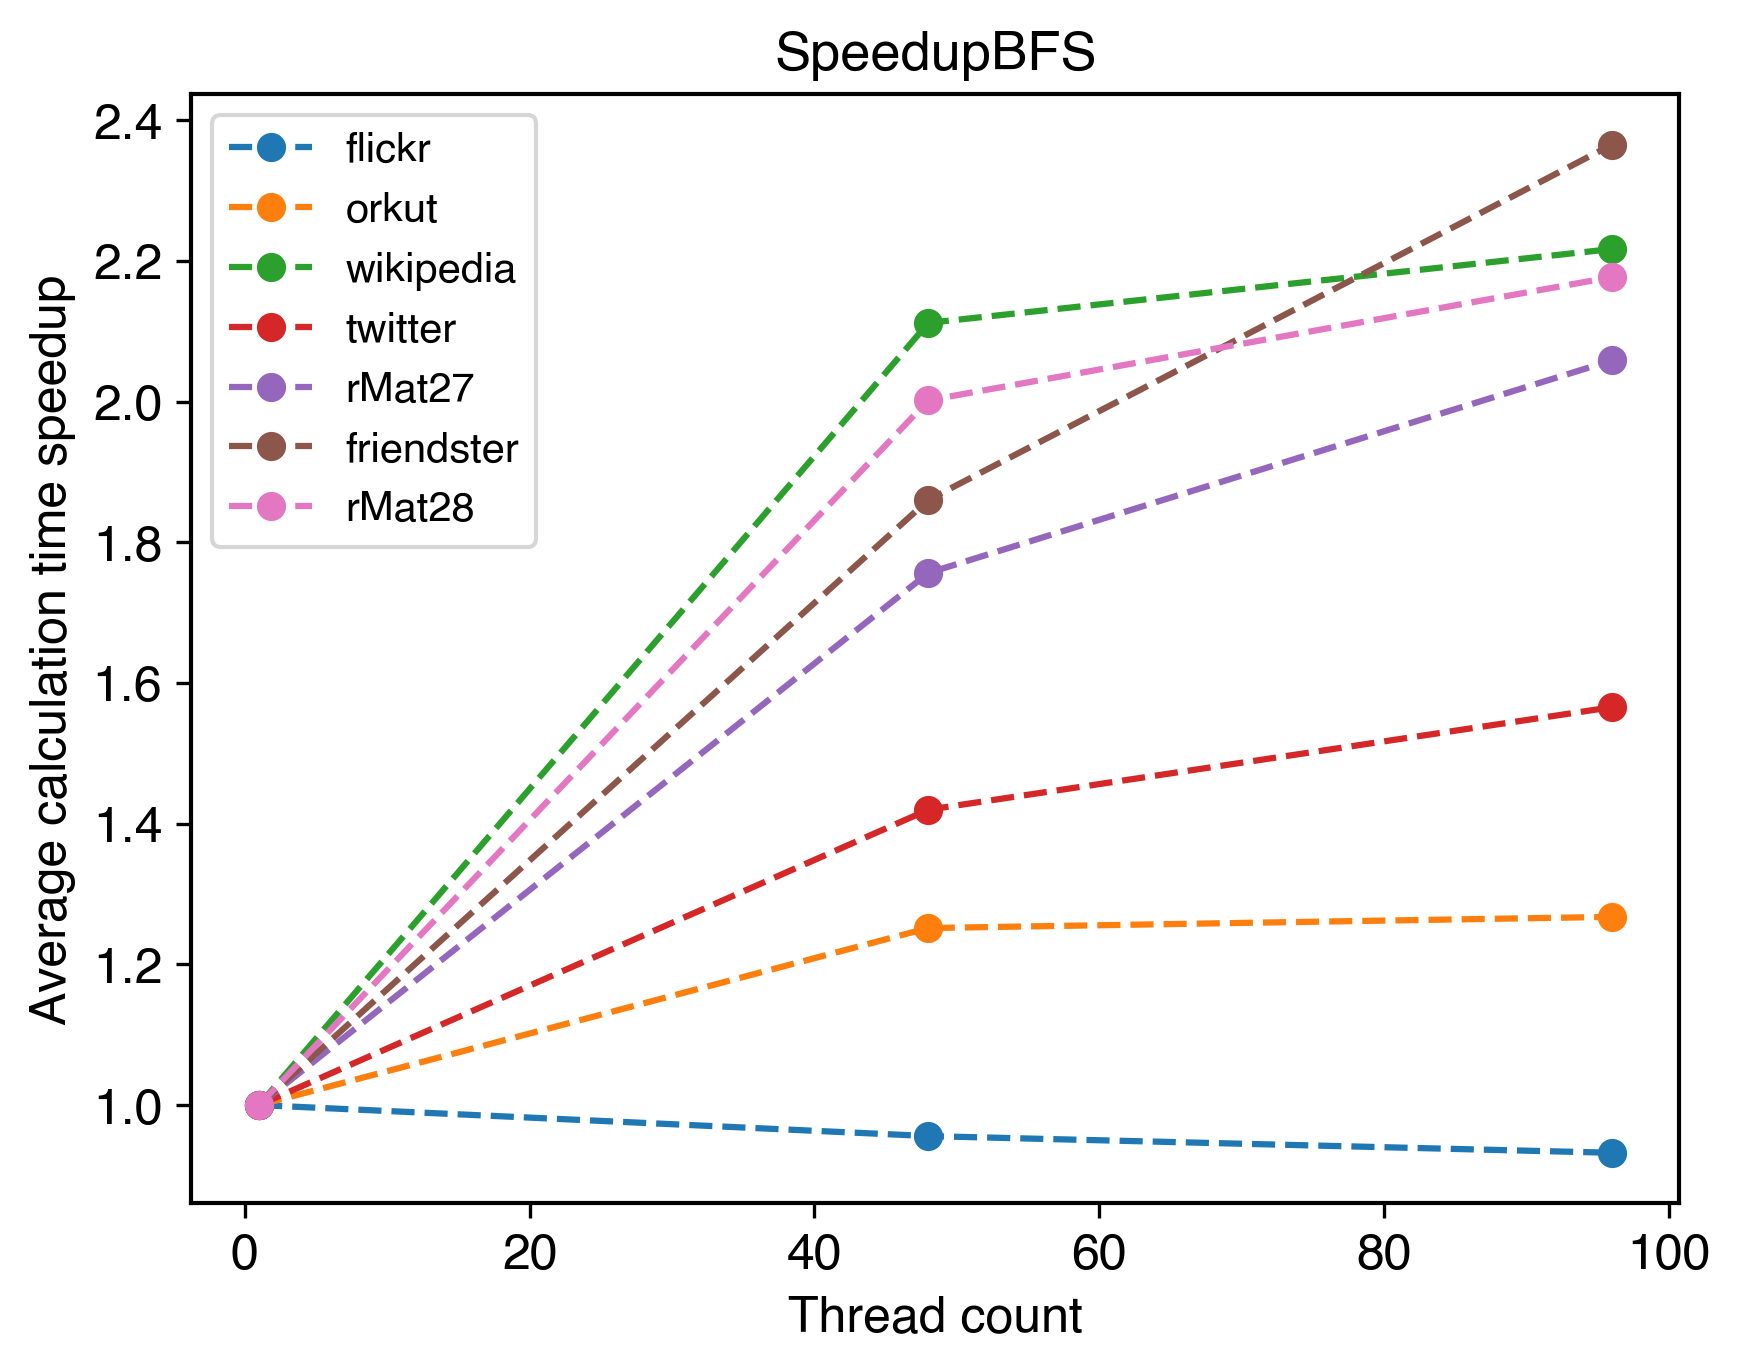 SpeedupBFS
2.4
2.2
2.0
1.8
1.6
1.4
1.2
1.0
Average calculation time speedup
flickr
orkut
wikipedia
twitter
rMat27
friendster
rMat28
0 20 40 60 80 100
Thread count